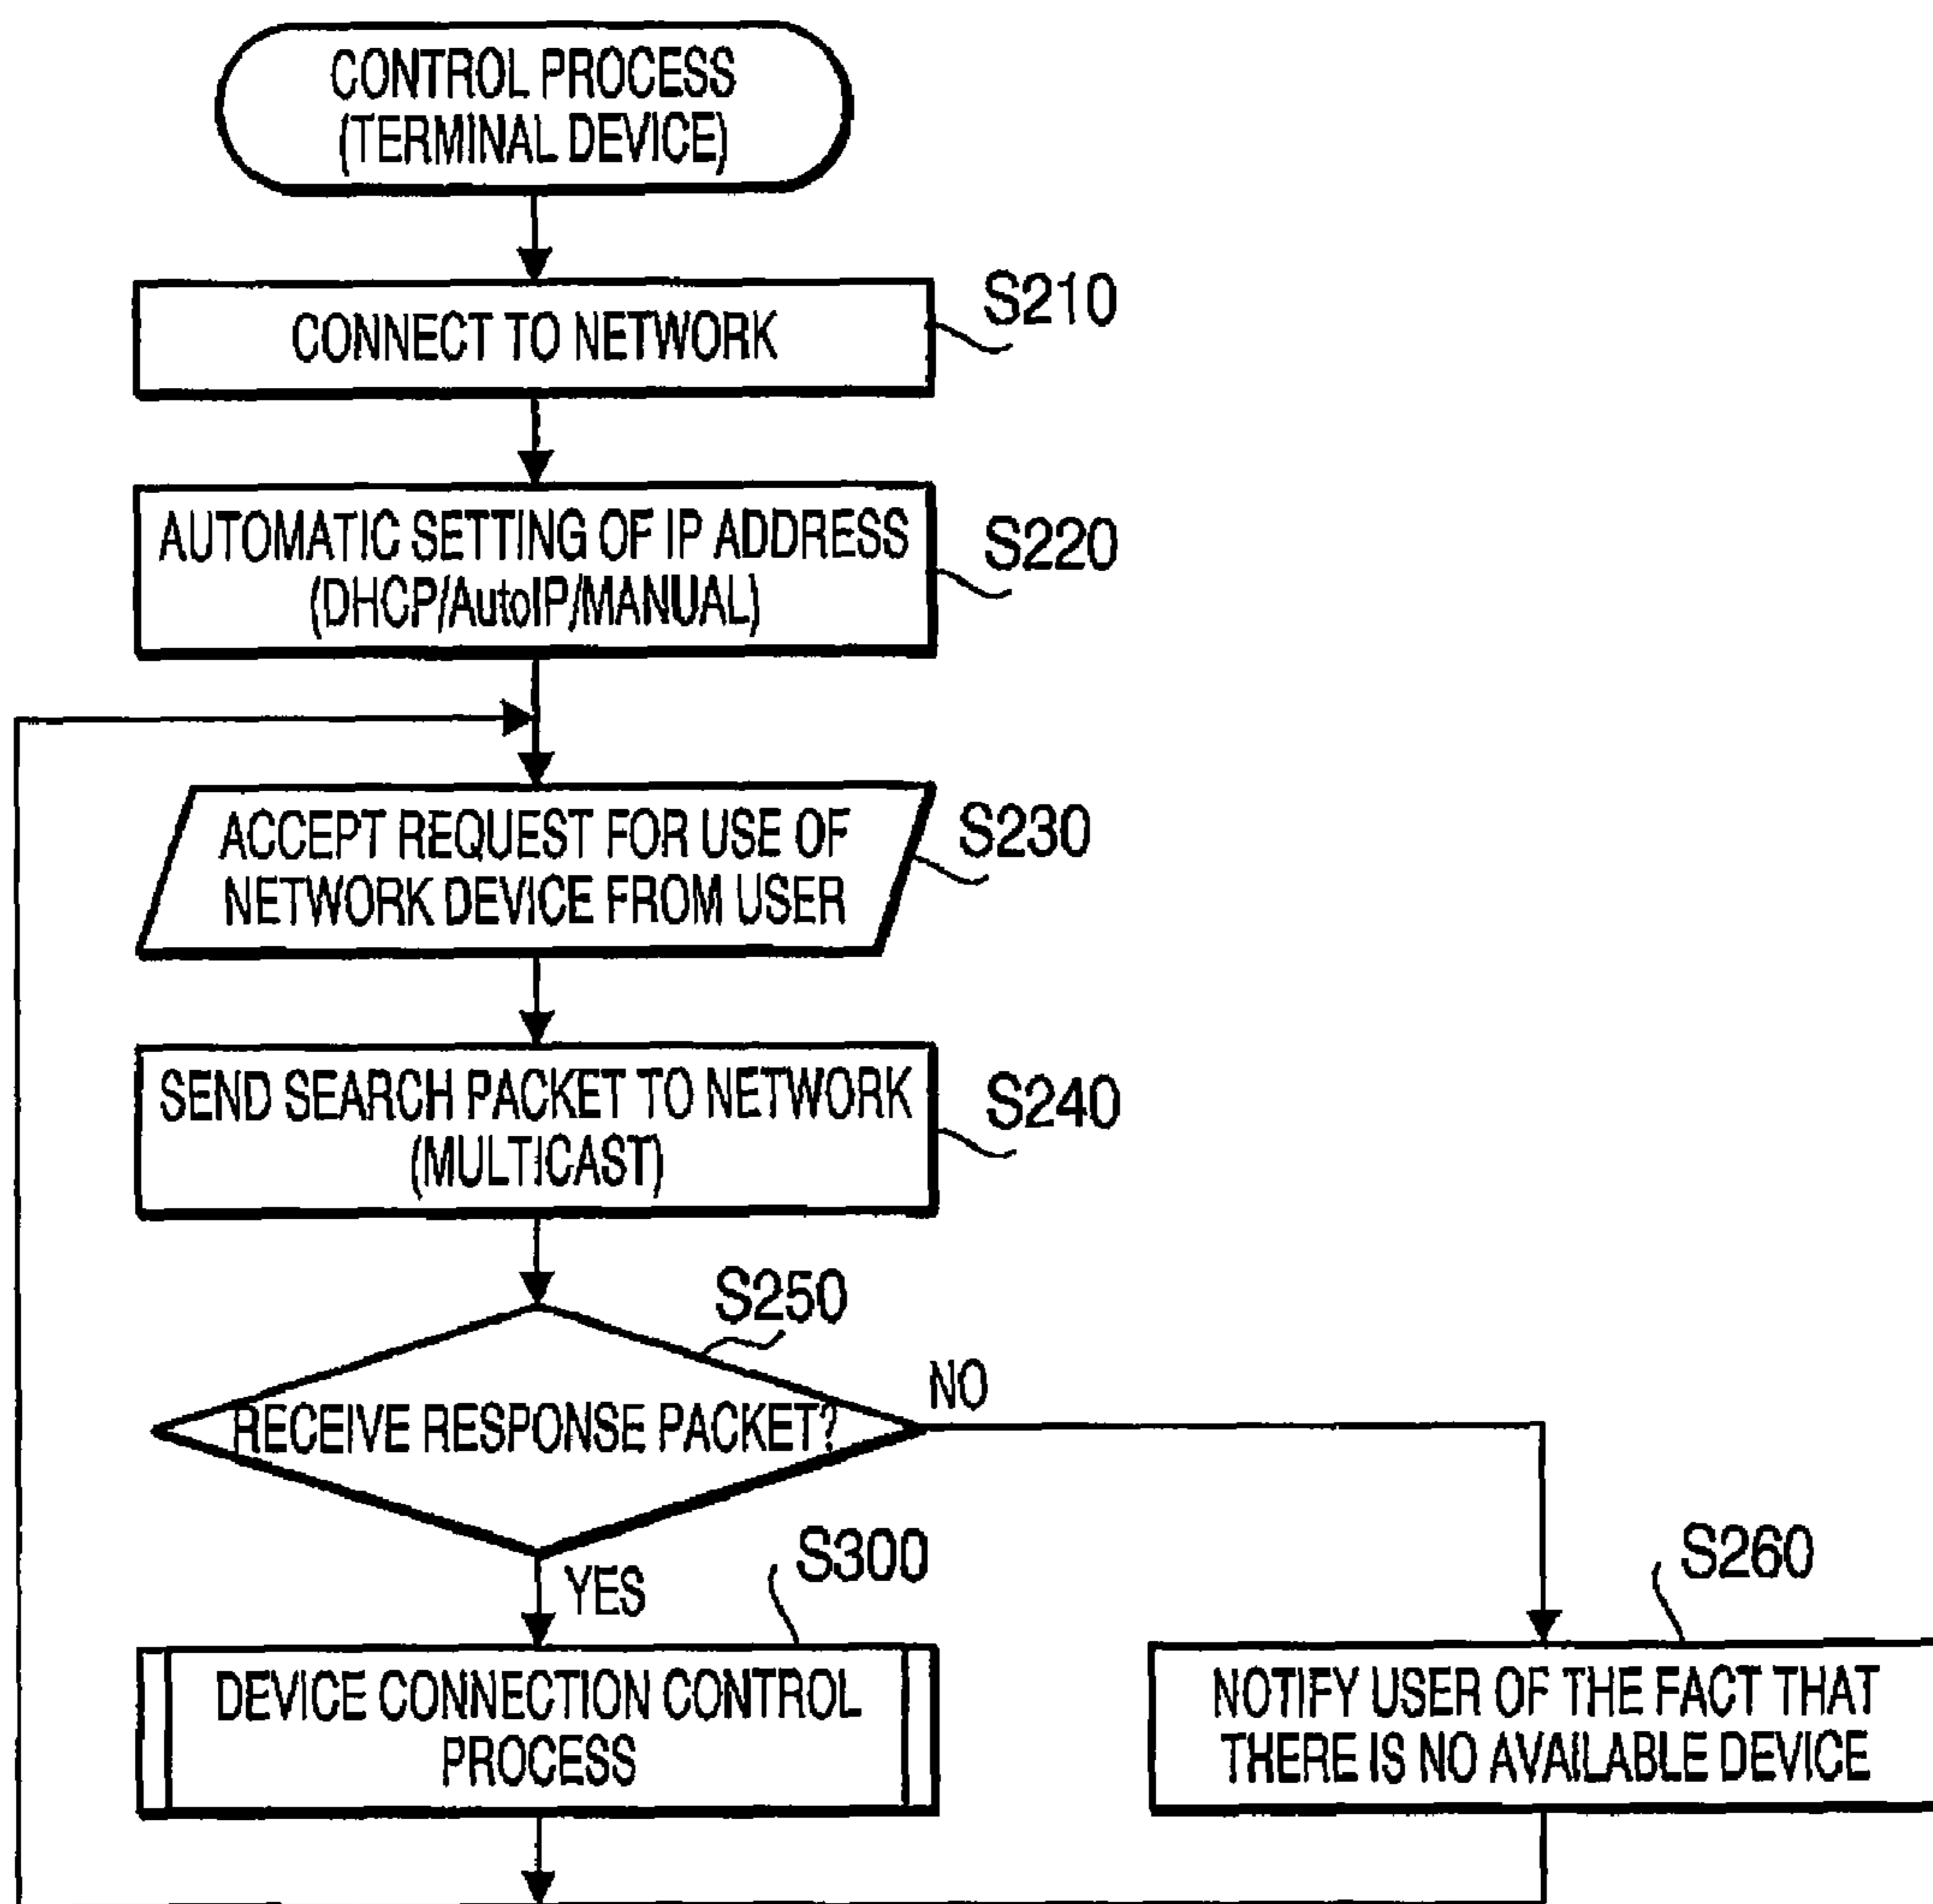 CONTROL PROCESS
(TERMINAL DEVICE)
CONNECT TO NETWORK
S210
AUTOMATIC SETTING OF IP ADDRESS
(DHCP/AutoIP/MANUAL)
S220
ACCEPT REQUEST FOR USE OF
NETWORK DEVICE FROM USER
S230
SEND SEARCH PACKET TO NETWORK
(MULTICAST)
S240
S250
RECEIVE RESPONSE PACKET?
NO
YES
S300
DEVICE CONNECTION CONTROL
PROCESS
S260
NOTIFY USER OF THE FACT THAT
THERE IS NO AVAILABLE DEVICE